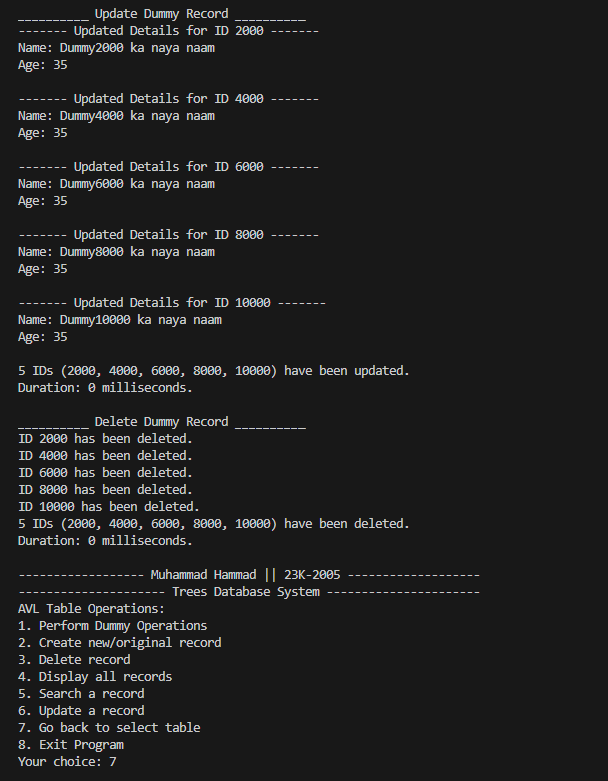 __________ Update Dummy Record __________
------- Updated Details for ID 2000 -------
Name: Dummy2000 ka naya naam
Age: 35
------- Updated Details for ID 4000 -------
Name: Dummy4000 ka naya naam
Age: 35
------- Updated Details for ID 6000 -------
Name: Dummy6000 ka naya naam
Age: 35
------- Updated Details for ID 8000 -------
Name: Dummy8000 ka naya naam
Age: 35
------- Updated Details for ID 10000 -------
Name: Dummy10000 ka naya naam
Age: 35
5 IDs (2000, 4000, 6000, 8000, 10000) have been updated.
Duration: 0 milliseconds.
__________ Delete Dummy Record __________
ID 2000 has been deleted.
ID 4000 has been deleted.
ID 6000 has been deleted.
ID 8000 has been deleted.
ID 10000 has been deleted.
5 IDs (2000, 4000, 6000, 8000, 10000) have been deleted.
Duration: 0 milliseconds.
------------------ Muhammad Hammad || 23K-2005 -------------------
--------------------- Trees Database System ----------------------
AVL Table Operations:
1. Perform Dummy Operations
2. Create new/original record
3. Delete record
4. Display all records
5. Search a record
6. Update a record
7. Go back to select table
8. Exit Program
Your choice: 7